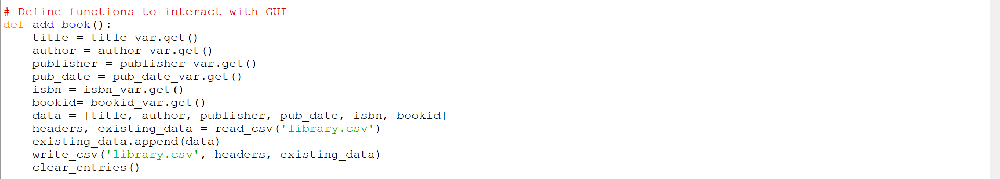 # Define functions to interact with GUI
def add_book():
    title = title_var.get()
    author = author_var.get()
    publisher = publisher_var.get()
    pub_date = pub_date_var.get()
    isbn = isbn_var.get()
    bookid= bookid_var.get()
    data = [title, author, publisher, pub_date, isbn, bookid]
    headers, existing_data = read_csv('library.csv')
    existing_data.append(data)
    write_csv('library.csv', headers, existing_data)
    clear_entries()